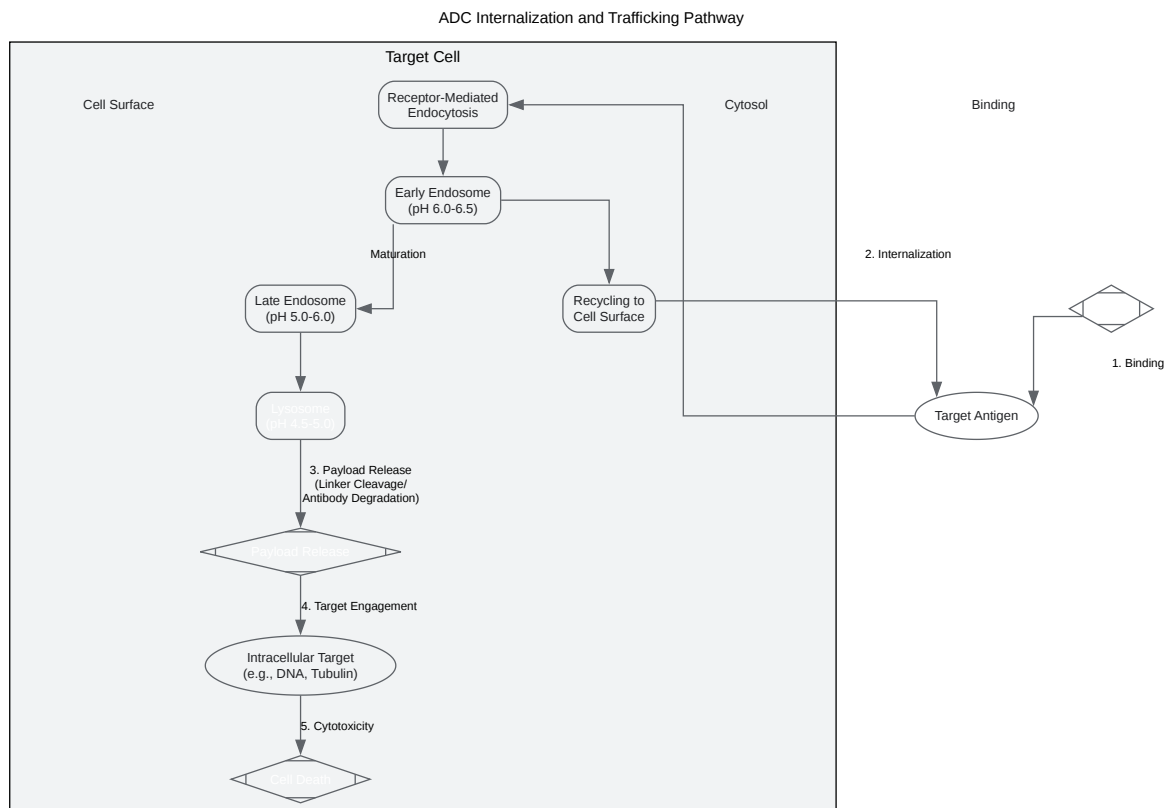 ADC Internalization and Trafficking Pathway
Target Cell
Cell Surface
Receptor-Mediated
Endocytosis
Cytosol
Binding
Early Endosome
(pH 6.0-6.5)
Maturation
2. Internalization
Late Endosome
(pH 5.0-6.0)
Recycling to
Cell Surface
1. Binding
Lysosome
(pH 4.5-5.0)
Target Antigen
3. Payload Release
(Linker Cleavage/
Antibody Degradation)
Payload Release
4. Target Engagement
Intracellular Target
(e.g., DNA, Tubulin)
5. Cytotoxicity
Cell Death